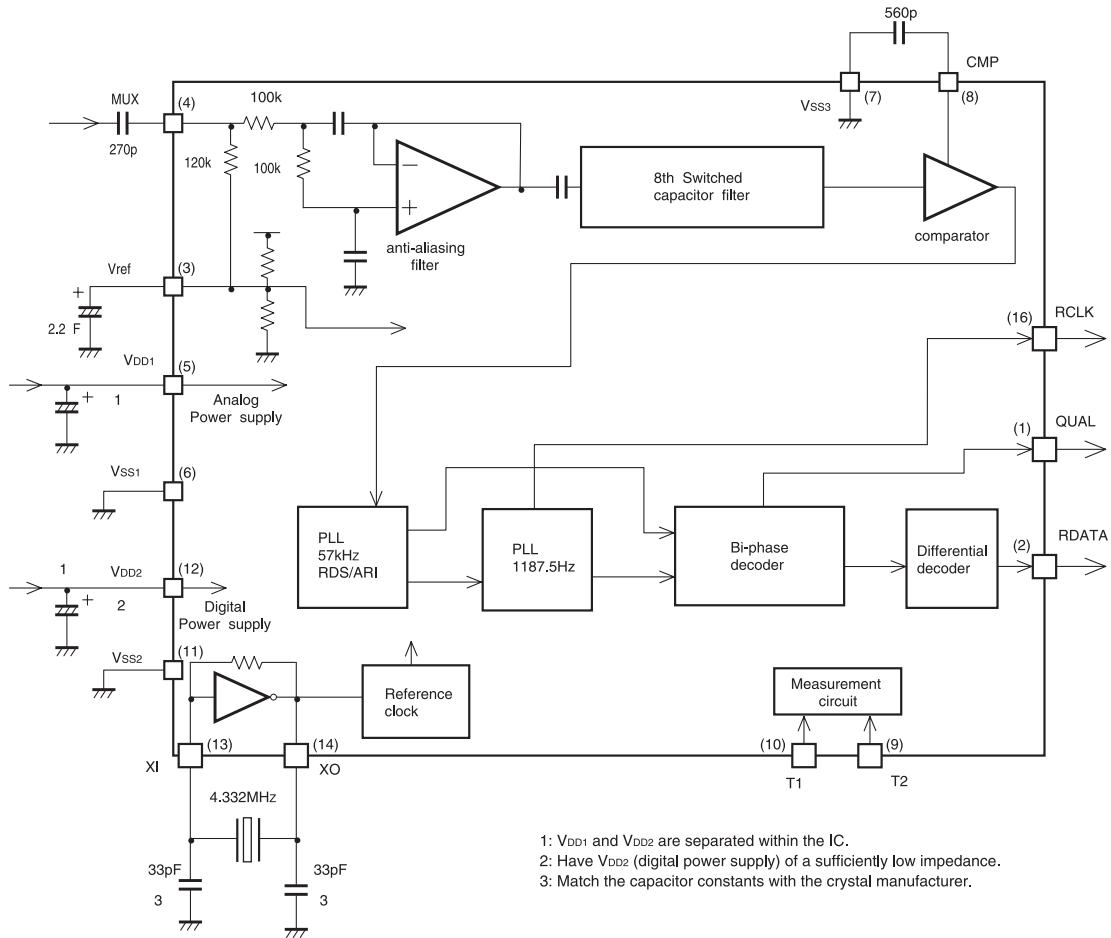 560p
CMP
(7)
(8)
VSS3
MUX
(4)
100k
270p
120k
100k
8th Switched
capacitor filter
anti-aliasing
filter
comparator
Vref
(3)
2.2 F
(16)
RCLK
VDD1
(5)
1
Analog
Power supply
(1)
QUAL
VSS1
(6)
PLL
57kHz
RDS/ARI
PLL
1187.5Hz
Bi-phase
decoder
Differential
decoder
(2)
RDATA
1
VDD2
(12)
2
Digital
Power supply
VSS2
(11)
Reference
clock
Measurement
circuit
(13)
(14)
XI
XO
(10)
(9)
T1
T2
4.332MHz
33pF
3
33pF
3
1: VDD1 and VDD2 are separated within the IC.
2: Have VDD2 (digital power supply) of a sufficiently low impedance.
3: Match the capacitor constants with the crystal manufacturer.